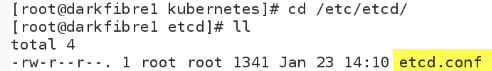 [root@darkfibre1 kubernetes]# cd /etc/etcd/
[root@darkfibre1 etcd]# ll
total 4
-rw-r--r--. 1 root root 1341 Jan 23 14:10 etcd.conf